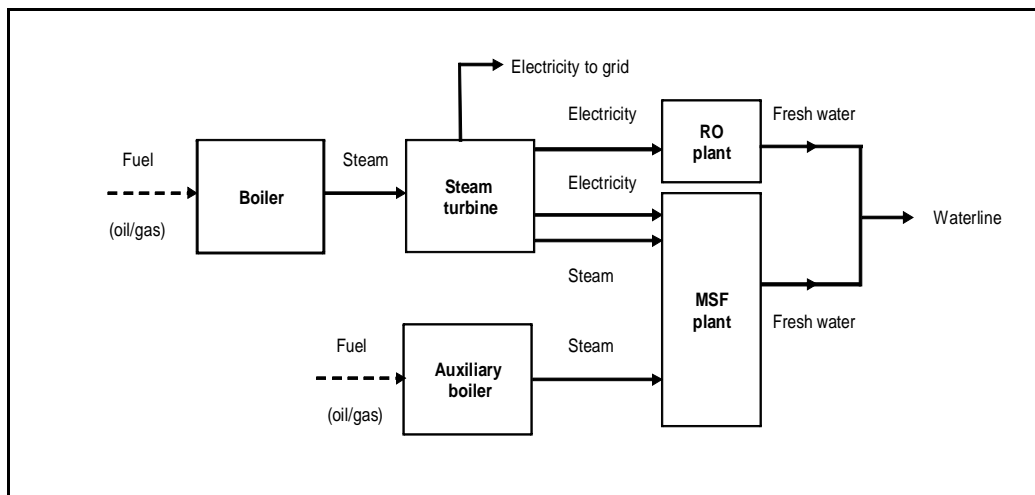 Electricity to grid
Electricity
Fresh water
RO
plant
Fuel
Steam
Boiler
Steam
turbine
Electricity
(oil/gas)
Waterline
Steam
MSF
plant
Fresh water
Fuel
Steam
Auxiliary
boiler
(oil/gas)